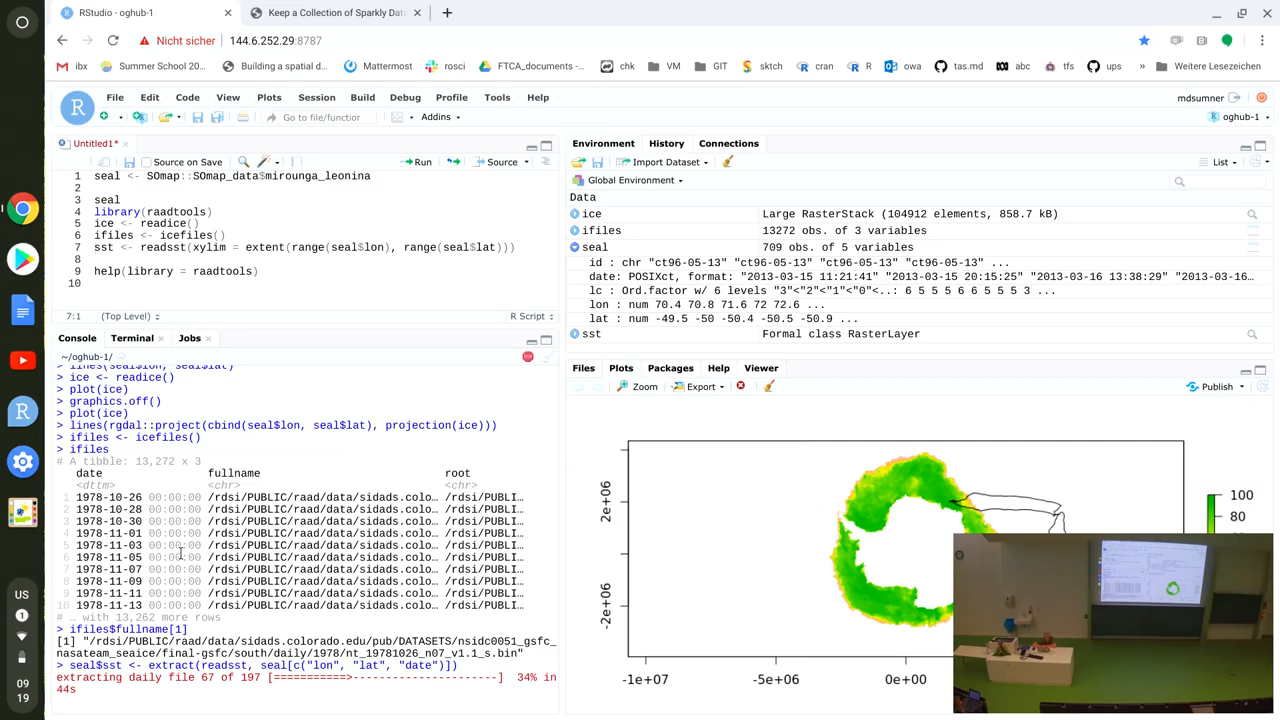 RStudio - oghub-1
Keep a Collection of Sparkly Dat
Nicht sicher | 144.6.252.29:8787
ibx
Summer School 20...
Building a spatial d...
Mattermost
rosci
FTCA_documents -...
chk
VM
GIT
sktch
cran
R
owa
tas.md
abc
tfs
ups
»
Weitere Lesezeichen
File Edit Code View Plots Session Build Debug Profile Tools Help
mdsumner
Go to file/function
Addins
oghub-1
Untitled1*
Source on Save
Run
Source
1 seal <- SOmap::SOmap_data$mirounga_leonina
2
3 seal
4 library(raadtools)
5 ice <- readice()
6 ifiles <- icefiles()
7 sst <- readsst(xylim = extent(range(seal$lon), range(seal$lat)))
8
9 help(library = raadtools)
10
7:1 (Top Level)
R Script
Console Terminal Jobs
~/oghub-1/
> lines(seal$lon, seal$lat)
> ice <- readice()
> plot(ice)
> graphics.off()
> plot(ice)
> lines(rgdal::project(cbind(seal$lon, seal$lat), projection(ice)))
> ifiles <- icefiles()
> ifiles
# A tibble: 13,272 x 3
date fullname root
<dttm> <chr> <chr>
1 1978-10-26 00:00:00 /rdsi/PUBLIC/raad/data/sidads.colo… /rdsi/PUBLI…
2 1978-10-28 00:00:00 /rdsi/PUBLIC/raad/data/sidads.colo… /rdsi/PUBLI…
3 1978-10-30 00:00:00 /rdsi/PUBLIC/raad/data/sidads.colo… /rdsi/PUBLI…
4 1978-11-01 00:00:00 /rdsi/PUBLIC/raad/data/sidads.colo… /rdsi/PUBLI…
5 1978-11-03 00:00:00 /rdsi/PUBLIC/raad/data/sidads.colo… /rdsi/PUBLI…
6 1978-11-05 00:00:00 /rdsi/PUBLIC/raad/data/sidads.colo… /rdsi/PUBLI…
7 1978-11-07 00:00:00 /rdsi/PUBLIC/raad/data/sidads.colo… /rdsi/PUBLI…
8 1978-11-09 00:00:00 /rdsi/PUBLIC/raad/data/sidads.colo… /rdsi/PUBLI…
9 1978-11-11 00:00:00 /rdsi/PUBLIC/raad/data/sidads.colo… /rdsi/PUBLI…
10 1978-11-13 00:00:00 /rdsi/PUBLIC/raad/data/sidads.colo… /rdsi/PUBLI…
# … with 13,262 more rows
> ifiles$fullname[1]
[1] "/rdsi/PUBLIC/raad/data/sidads.colorado.edu/pub/DATASETS/nsidc0051_gsfc_
nasateam_seaice/final-gsfc/south/daily/1978/nt_19781026_n07_v1.1_s.bin"
> seal$sst <- extract(readsst, seal[c("lon", "lat", "date")])
extracting daily file 67 of 197 [===========>-----------------------] 34% in
44s
Environment History Connections
Import Dataset
List
Global Environment
Data
ice Large RasterStack (104912 elements, 858.7 kB)
ifiles 13272 obs. of 3 variables
seal 709 obs. of 5 variables
id : chr "ct96-05-13" "ct96-05-13" "ct96-05-13" "ct96-05-13" ...
date: POSIXct, format: "2013-03-15 11:21:41" "2013-03-15 20:15:25" "2013-03-16 13:38:29" "2013-03-16…
lc : Ord.factor w/ 6 levels "3"<"2"<"1"<"0"<..: 6 5 5 5 6 6 5 5 5 3 ...
lon : num 70.4 70.8 71.6 72 72.6 ...
lat : num -49.5 -50 -50.4 -50.5 -50.9 ...
sst Formal class RasterLayer
Files Plots Packages Help Viewer
Zoom
Export
Publish
2e+06
-2e+06
-1e+07 -5e+06 0e+00
100
80
US
1
09
19